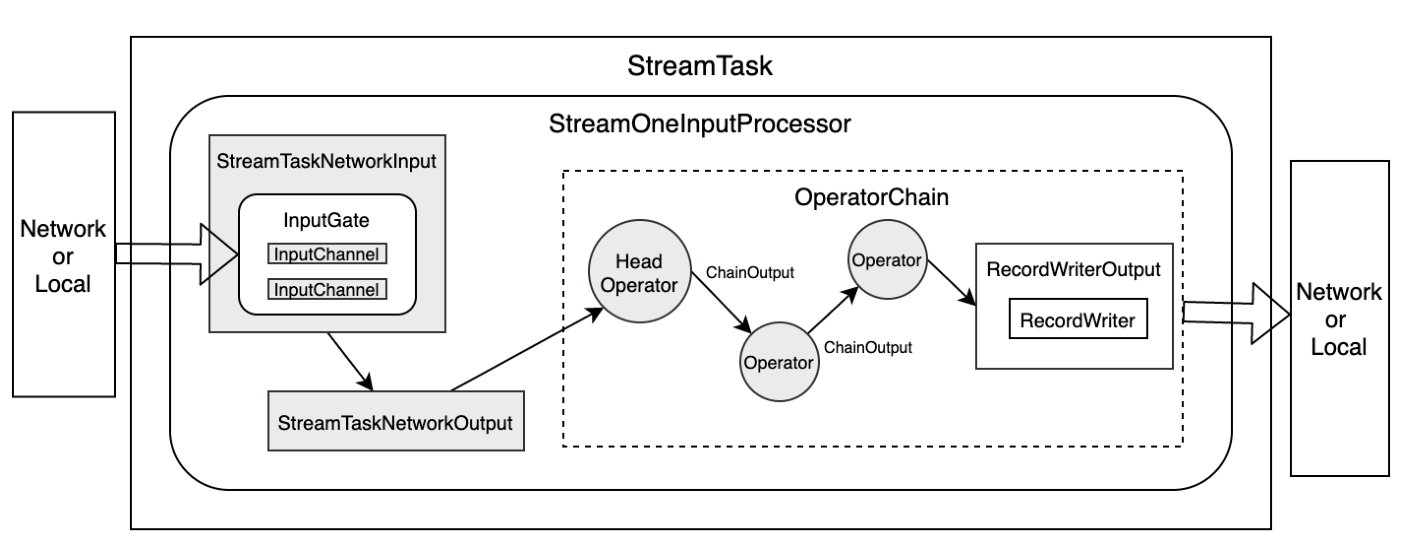 StreamTask
StreamOneInputProcessor
Network
or
Local
StreamTaskNetworkInput
InputGate
InputChannel
InputChannel
StreamTaskNetworkOutput
OperatorChain
Head
Operator
ChainOutput
Operator
ChainOutput
Operator
RecordWriterOutput
RecordWriter
Network
or
Local